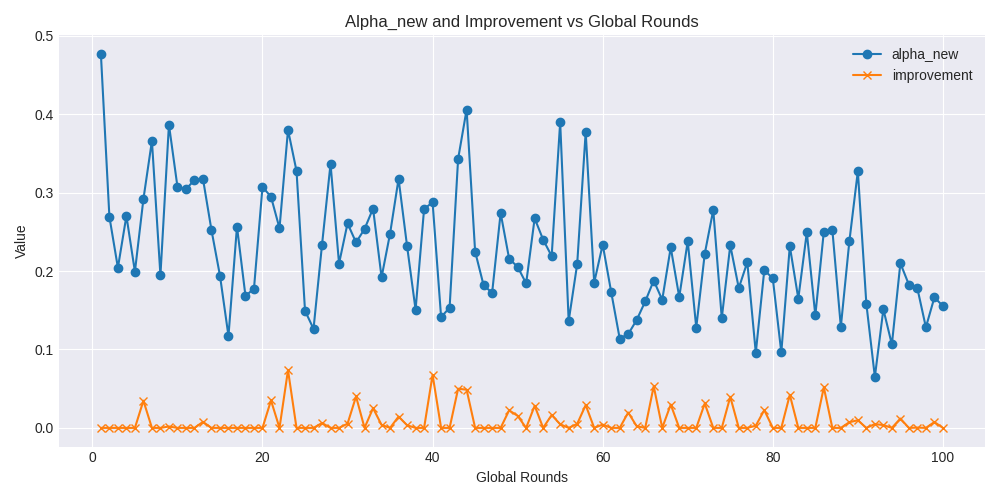 Alpha_new and Improvement vs Global Rounds
alpha_new
improvement
0.5
0.4
0.3
0.2
0.1
0.0
Value
0 20 40 60 80 100
Global Rounds